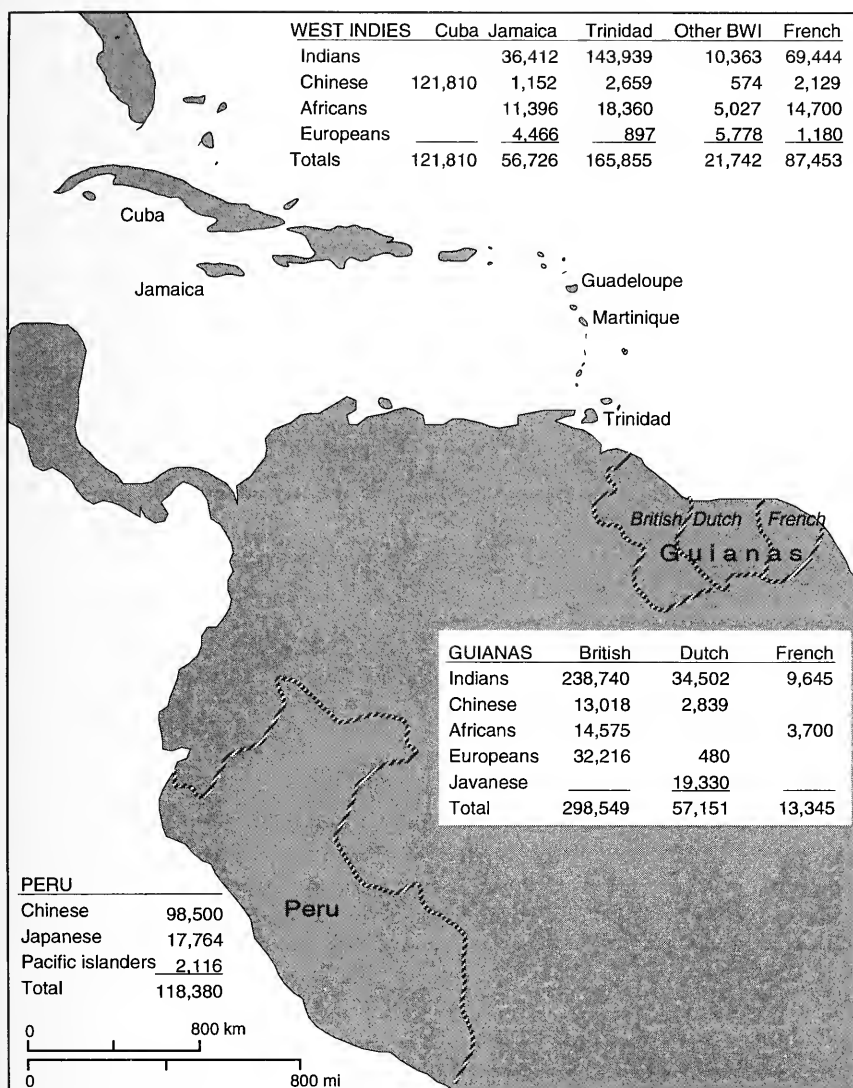 WEST INDIES Cuba Jamaica Trinidad Other BWI French
Indians 36,412 143,939 10,363 69,444
Chinese 121,810 1,152 2,659 574 2,129
Africans 11,396 18,360 5,027 14,700
Europeans 4,466 897 5,778 1,180
Totals 121,810 56,726 165,855 21,742 87,453
Cuba
Jamaica
Guadeloupe
Martinique
Trinidad
British Dutch French
Guianas
GUIANAS British Dutch French
Indians 238,740 34,502 9,645
Chinese 13,018 2,839
Africans 14,575 3,700
Europeans 32,216 480
Javanese 19,330
Total 298,549 57,151 13,345
Peru
PERU
Chinese 98,500
Japanese 17,764
Pacific islanders 2,116
Total 118,380
0 800 km
0 800 mi